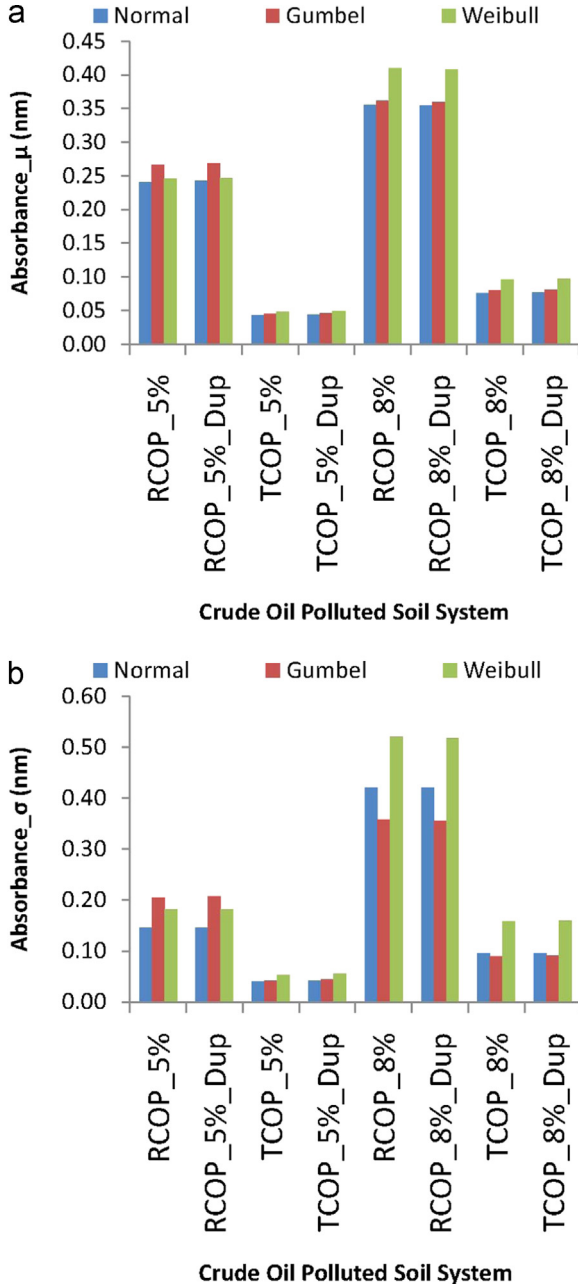 a
Normal Gumbel Weibull
Absorbance_μ (nm)
0.45
0.40
0.35
0.30
0.25
0.20
0.15
0.10
0.05
0.00
RCOP_5%
RCOP_5%_Dup
TCOP_5%
TCOP_5%_Dup
RCOP_8%
RCOP_8%_Dup
TCOP_8%
TCOP_8%_Dup
Crude Oil Polluted Soil System
b
Normal Gumbel Weibull
Absorbance_σ (nm)
0.60
0.50
0.40
0.30
0.20
0.10
0.00
RCOP_5%
RCOP_5%_Dup
TCOP_5%
TCOP_5%_Dup
RCOP_8%
RCOP_8%_Dup
TCOP_8%
TCOP_8%_Dup
Crude Oil Polluted Soil System